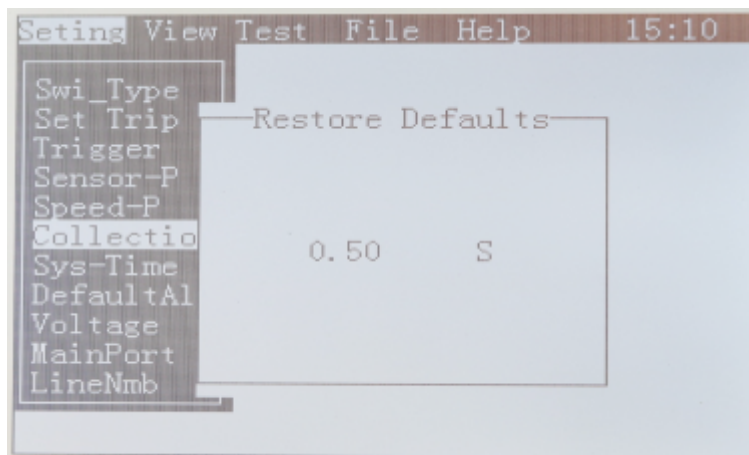 Seting View Test File Help 15:10
Swi_Type
Set Trip
Restore Defaults
Trigger
Sensor-P
Speed-P
Collectio
0.50 S
Sys-Time
DefaultAl
Voltage
MainPort
LineNmb